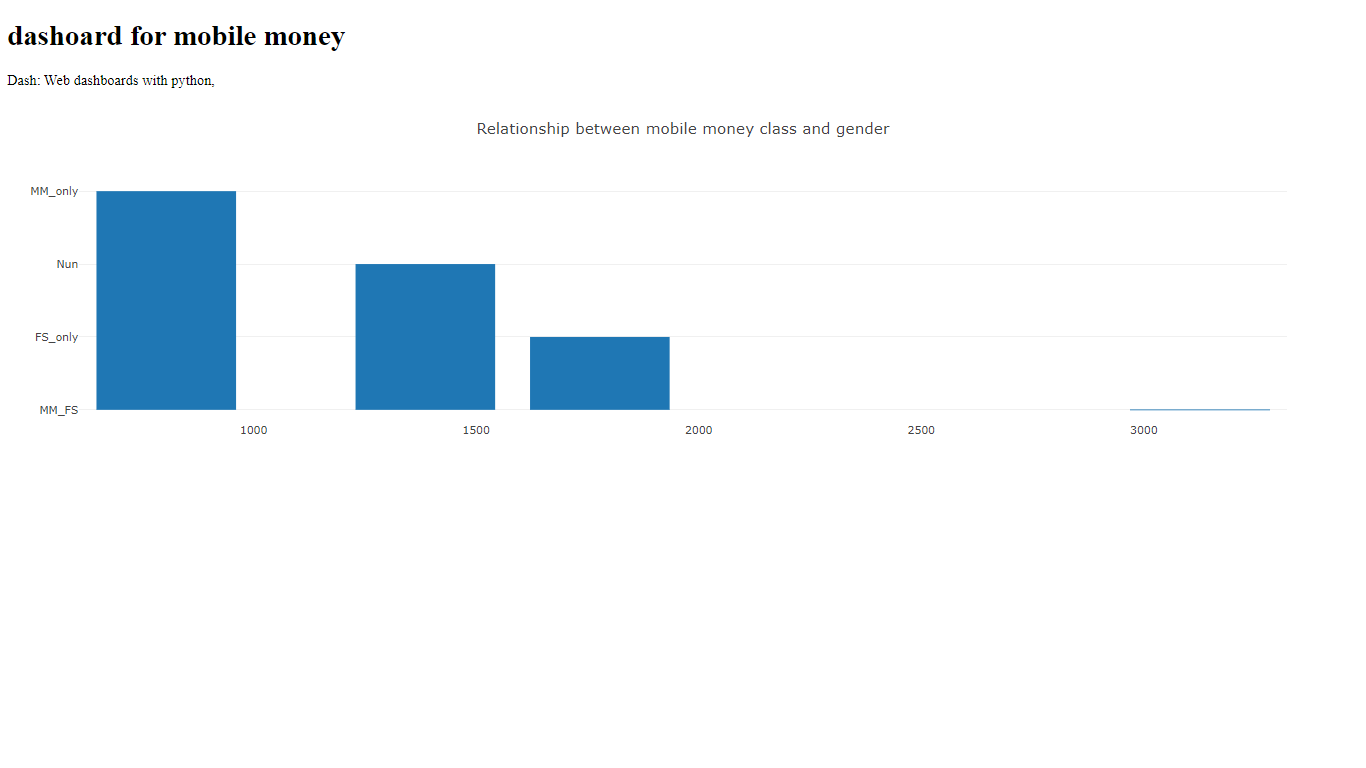 dashoard for mobile money
Dash: Web dashboards with python,
Relationship between mobile money class and gender
MM_only
Nun
FS_only
MM_FS
1000 1500 2000 2500 3000